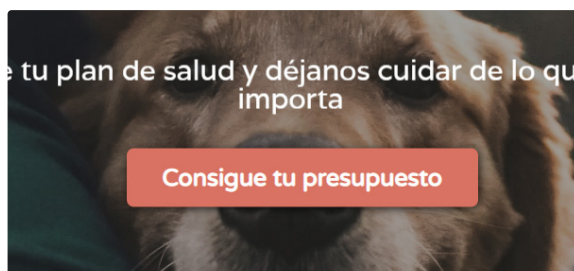 tu plan de salud y déjanos cuidar de lo
importa
Consigue tu presupuesto